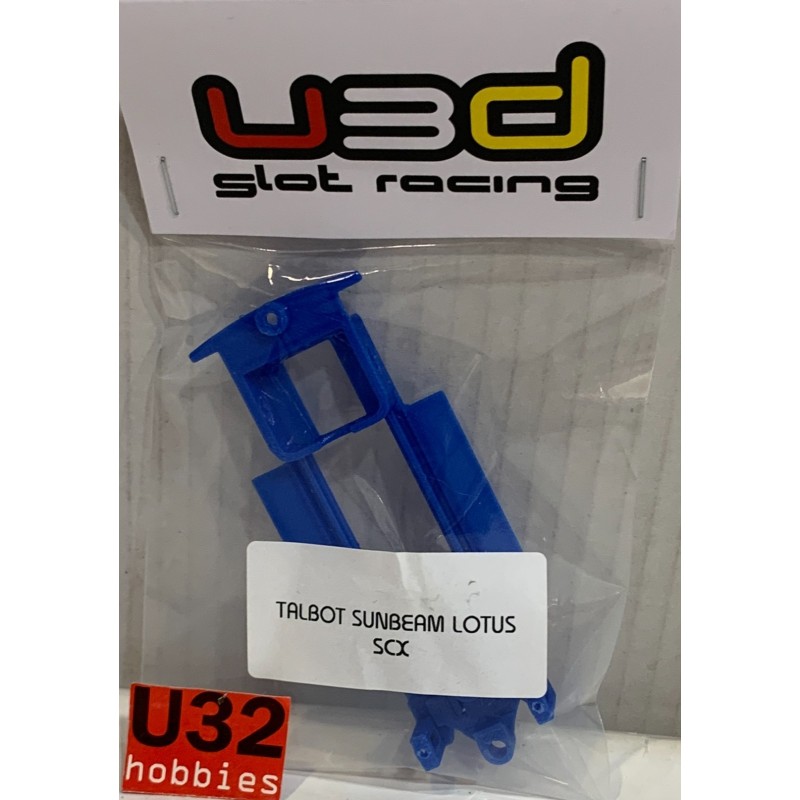 u3d
slot racing
TALBOT SUNBEAM LOTUS
SCX
U32
hobbies